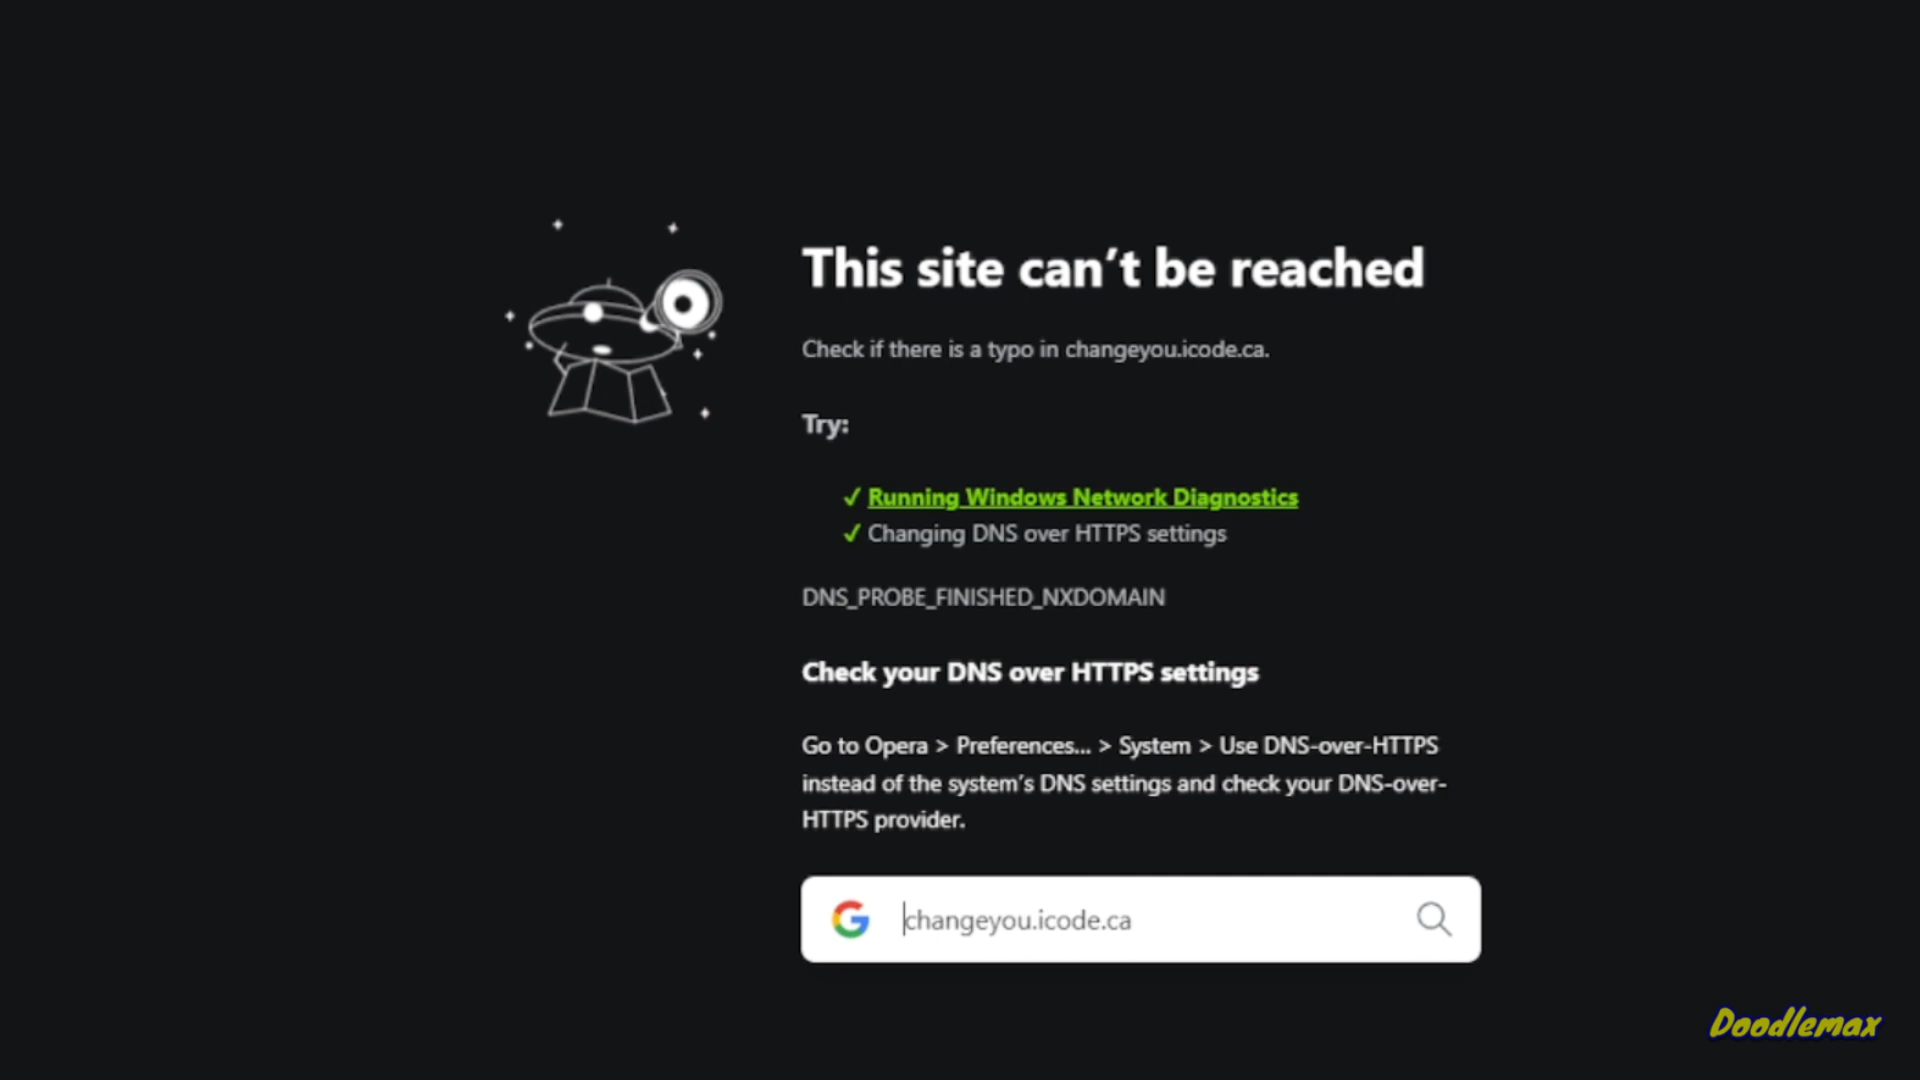 This site can’t be reached
Check if there is a typo in changeyou.icode.ca.
Try:
✓ Running Windows Network Diagnostics
✓ Changing DNS over HTTPS settings
DNS_PROBE_FINISHED_NXDOMAIN
Check your DNS over HTTPS settings
Go to Opera > Preferences... > System > Use DNS-over-HTTPS
instead of the system’s DNS settings and check your DNS-over-
HTTPS provider.
changeyou.icode.ca
Doodlemax